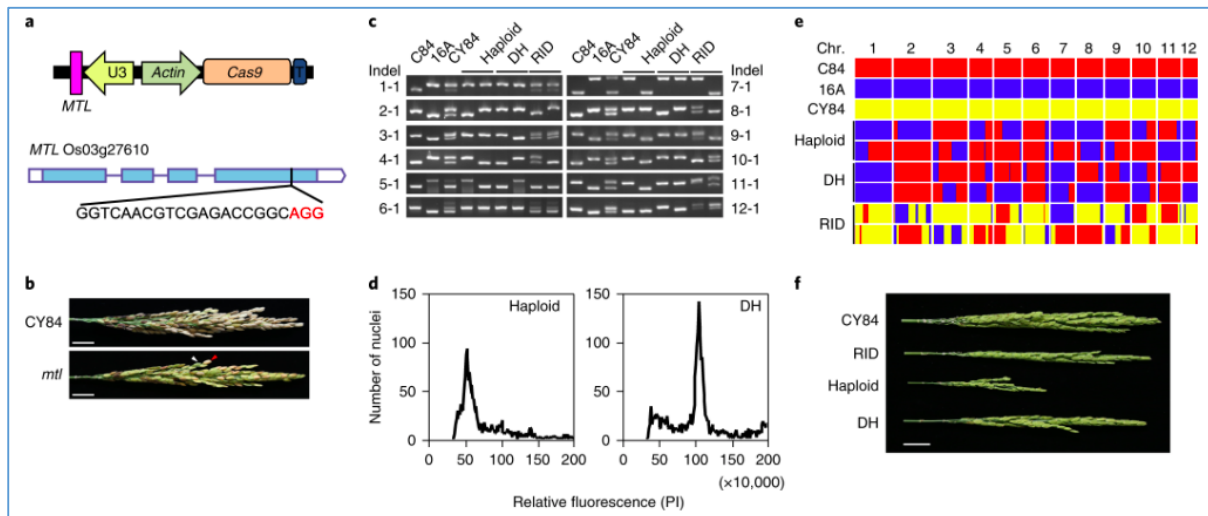 a
U3
Actin
Cas9
T
MTL
MTL Os03g27610
GGTCAACGTCGAGACCGGCAGG
b
CY84
mtl
c
C84 16A CY84 Haploid DH RID C84 16A CY84 Haploid DH RID
Indel Indel
1-1 7-1
2-1 8-1
3-1 9-1
4-1 10-1
5-1 11-1
6-1 12-1
d
Number of nuclei
150 150
100 100
50 50
0 0
Haploid DH
0 50 100 150 200 0 50 100 150 200
(×10,000)
Relative fluorescence (PI)
e
Chr. 1 2 3 4 5 6 7 8 9 10 11 12
C84
16A
CY84
Haploid
DH
RID
f
CY84
RID
Haploid
DH